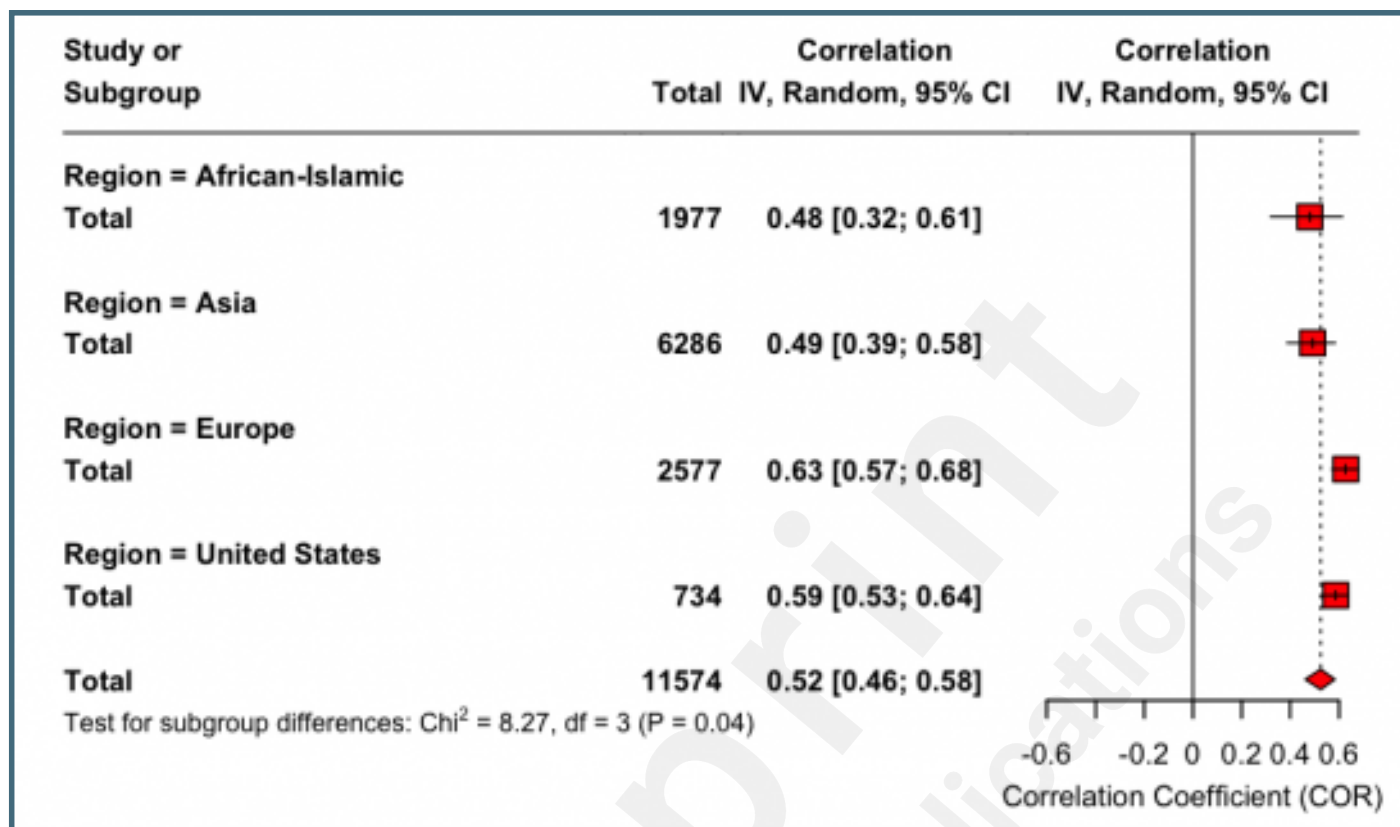 Study or Correlation Correlation
Subgroup Total IV, Random, 95% CI IV, Random, 95% CI
Region = African-Islamic
Total 1977 0.48 [0.32; 0.61]
Region = Asia
Total 6286 0.49 [0.39; 0.58]
Region = Europe
Total 2577 0.63 [0.57; 0.68]
Region = United States
Total 734 0.59 [0.53; 0.64]
Total 11574 0.52 [0.46; 0.58]
Test for subgroup differences: Chi² = 8.27, df = 3 (P = 0.04)
-0.6 -0.2 0 0.2 0.4 0.6
Correlation Coefficient (COR)
print
lications